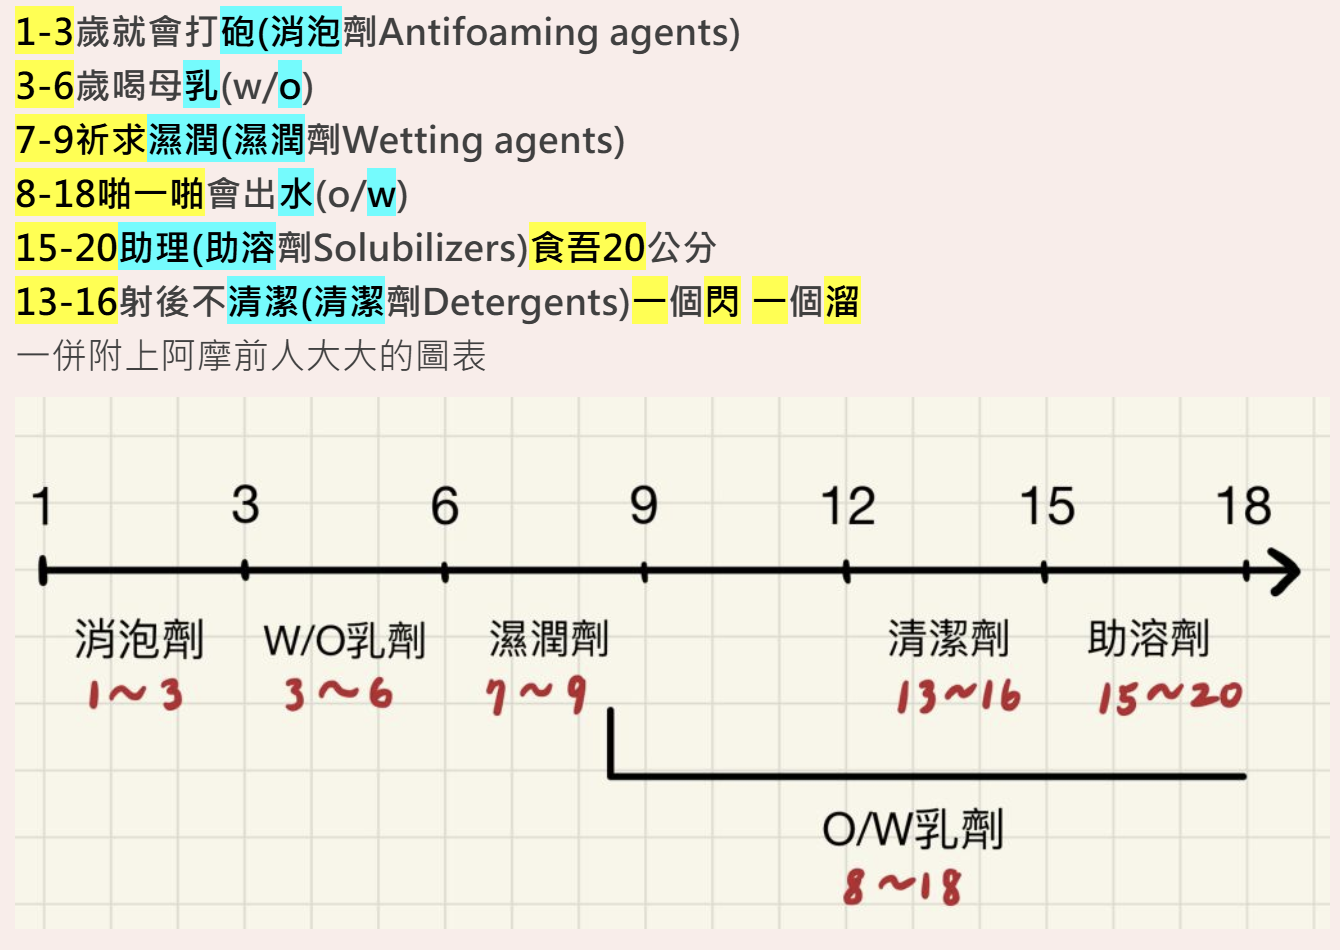 1-3歲就會打砲(消泡劑Antifoaming agents)
3-6歲喝母乳(w/o)
7-9祈求濕潤(濕潤劑Wetting agents)
8-18啪一啪會出水(o/w)
15-20助理(助溶劑Solubilizers)食吾20公分
13-16射後不清潔(清潔劑Detergents)一個閃 一個溜
一併附上阿摩前人大大的圖表
1 3 6 9 12 15 18
消泡劑 W/O乳劑 濕潤劑 清潔劑 助溶劑
1~3 3~6 7~9 13~16 15~20
O/W乳劑
8~18